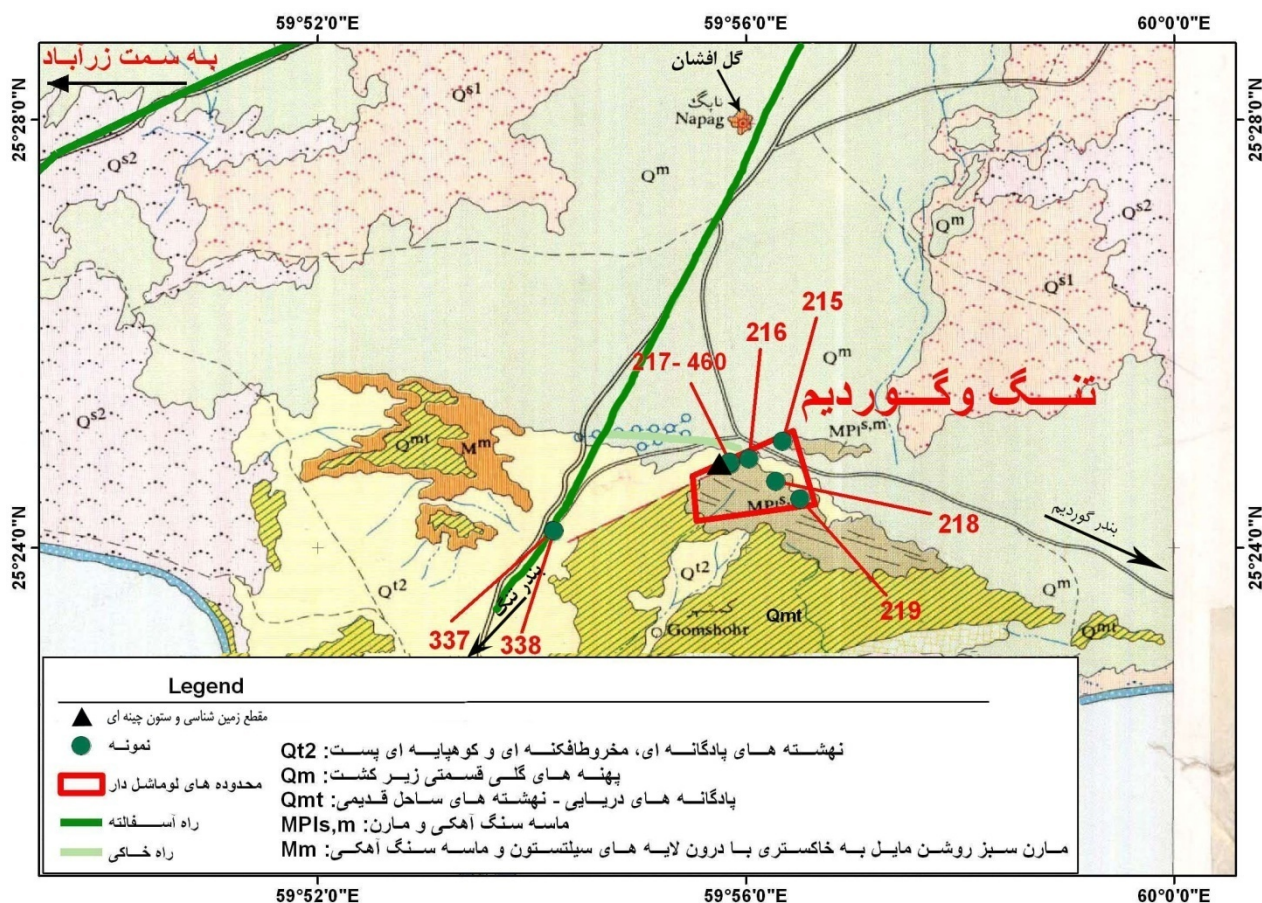 59°52'0"E
59°56'0"E
60°0'0"E
به سمت زرآباد
گل افشان
ناپگ
Napag
25°28'0"N
25°28'0"N
Qs1
Qs2
Qm
Qs2
Qm
Qs1
215
216
217- 460
Qm
تنگ وگوردیم
Qs2
Qmt
Mm
MPls,m
MPls,m
218
بندر گوردیم
25°24'0"N
25°24'0"N
Qt2
Qt2
Qm
بندر تنگ
Gomshohr
Qmt
219
Qmt
337
338
Legend
مقطع زمین شناسی و ستون چینه ای
نمونه
محدوده های لوماشل دار
راه آسفالته
راه خاکی
Qt2 :نهشته های پادگانه ای، مخروطافکنه ای و کوهپایه ای پست
Qm :پهنه های گلی قسمتی زیر کشت
Qmt :پادگانه های دریایی - نهشته های ساحل قدیمی
MPls,m :ماسه سنگ آهکی و مارن
Mm :مارن سبز روشن مایل به خاکستری با درون لایه های سیلتستون و ماسه سنگ آهکی
59°52'0"E
59°56'0"E
60°0'0"E